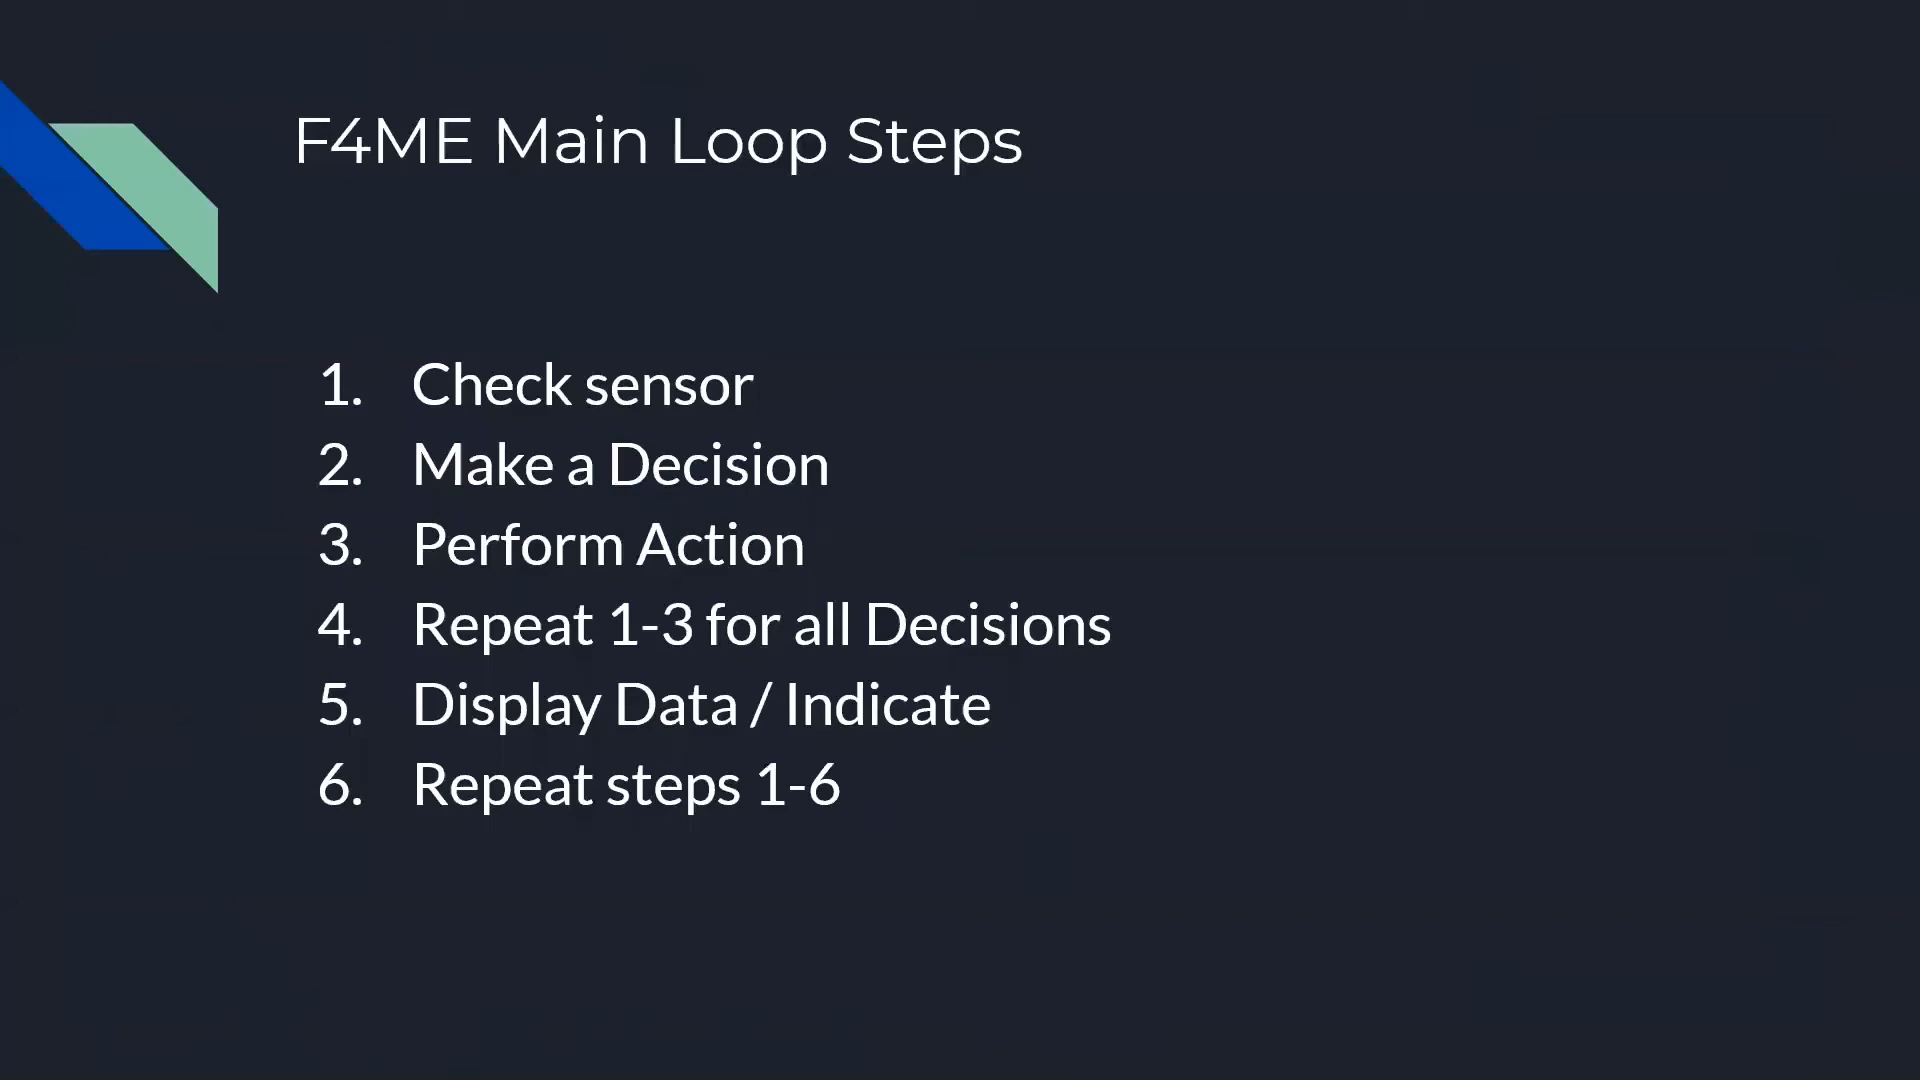 F4ME Main Loop Steps
1. Check sensor
2. Make a Decision
3. Perform Action
4. Repeat 1-3 for all Decisions
5. Display Data / Indicate
6. Repeat steps 1-6